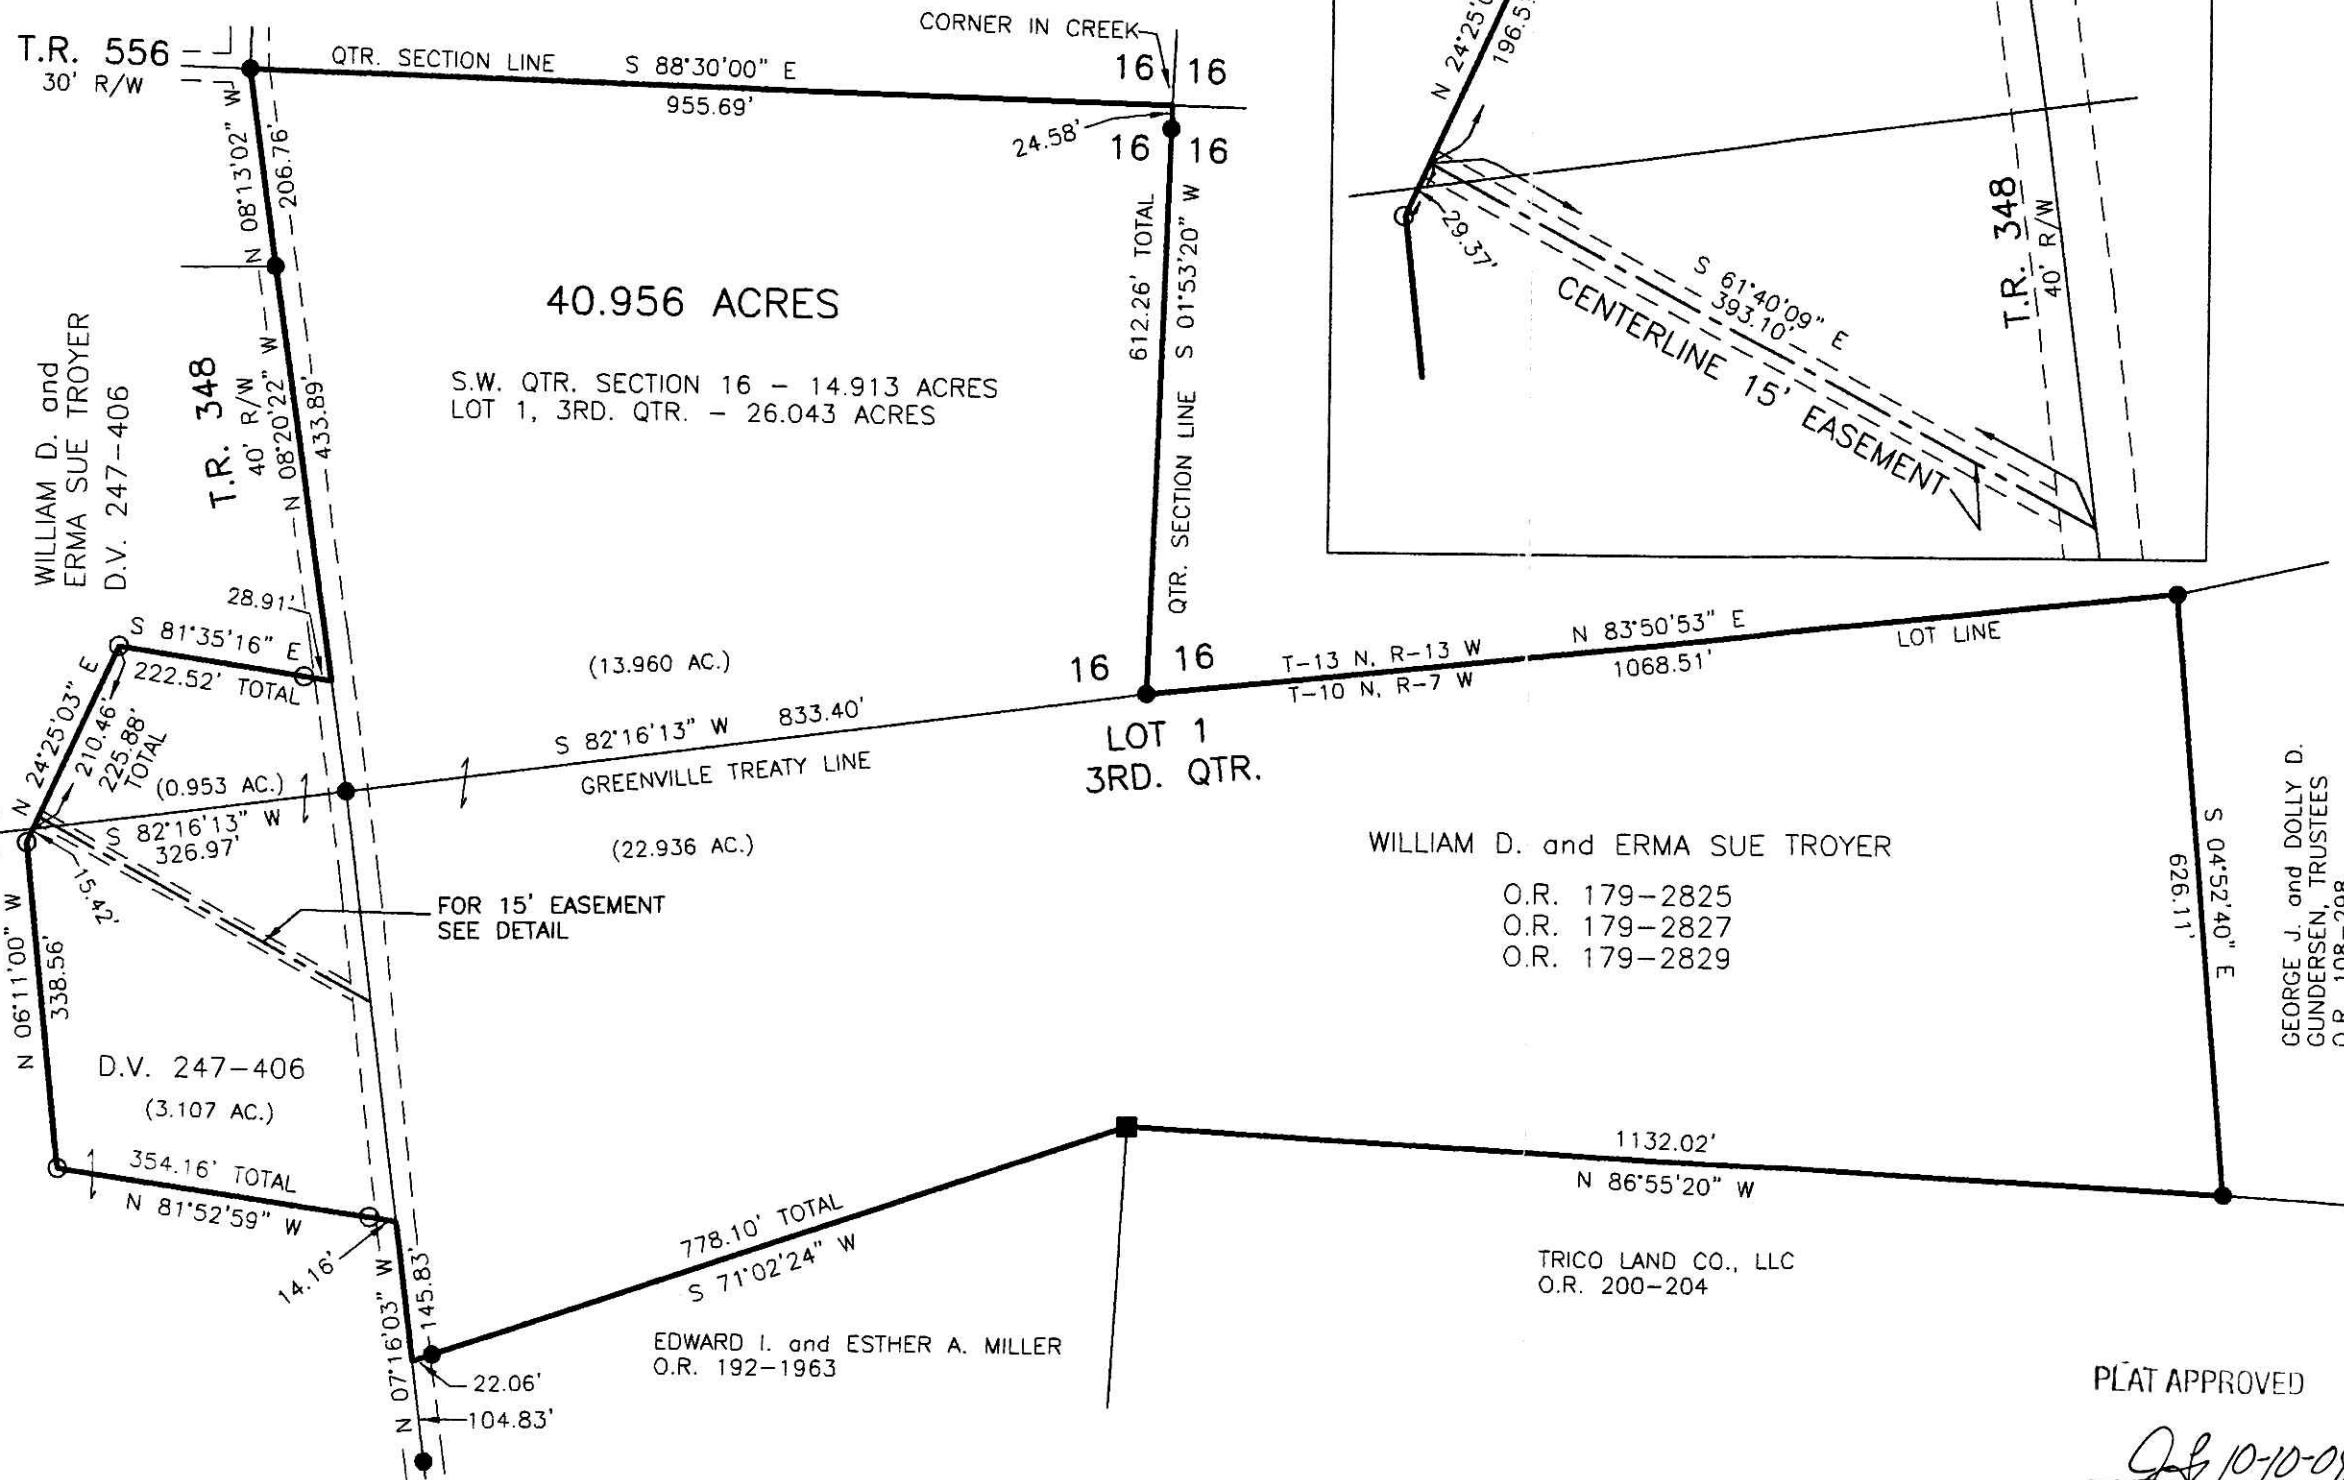 CORNER IN CREEK
T.R. 556
30' R/W
QTR. SECTION LINE
S 88°30'00" E
955.69'
16 16
16 16
24.58'
N 08°13'02" W
206.76'
612.26' TOTAL
QTR. SECTION LINE S 01°53'20" W
40.956 ACRES
S.W. QTR. SECTION 16 - 14.913 ACRES
LOT 1, 3RD. QTR. - 26.043 ACRES
WILLIAM D. and
ERMA SUE TROYER
D.V. 247-406
T.R. 348
40' R/W
N 08°20'22" W
433.89'
28.91'
S 81°35'16" E
222.52' TOTAL
N 24°25'03" E
210.46'
225.88'
TOTAL
(0.953 AC.)
S 82°16'13" W
326.97'
15.42'
(13.960 AC.)
S 82°16'13" W 833.40'
GREENVILLE TREATY LINE
(22.936 AC.)
16 16
LOT 1
3RD. QTR.
T-13 N, R-13 W
T-10 N, R-7 W
N 83°50'53" E
1068.51'
LOT LINE
N 24°25'
196.5
29.37'
S 61°40'09" E
393.10'
CENTERLINE 15' EASEMENT
T.R. 348
40' R/W
FOR 15' EASEMENT
SEE DETAIL
N 06°11'00" W
338.56'
D.V. 247-406
(3.107 AC.)
354.16' TOTAL
N 81°52'59" W
14.16'
N 07°16'03" W
145.83'
22.06'
104.83'
778.10' TOTAL
S 71°02'24" W
EDWARD I. and ESTHER A. MILLER
O.R. 192-1963
WILLIAM D. and ERMA SUE TROYER
O.R. 179-2825
O.R. 179-2827
O.R. 179-2829
1132.02'
N 86°55'20" W
TRICO LAND CO., LLC
O.R. 200-204
S 04°52'40" E
626.11'
GEORGE J. and DOLLY D.
GUNDERSEN, TRUSTEES
O.R. 108-298
PLAT APPROVED
10-10-0